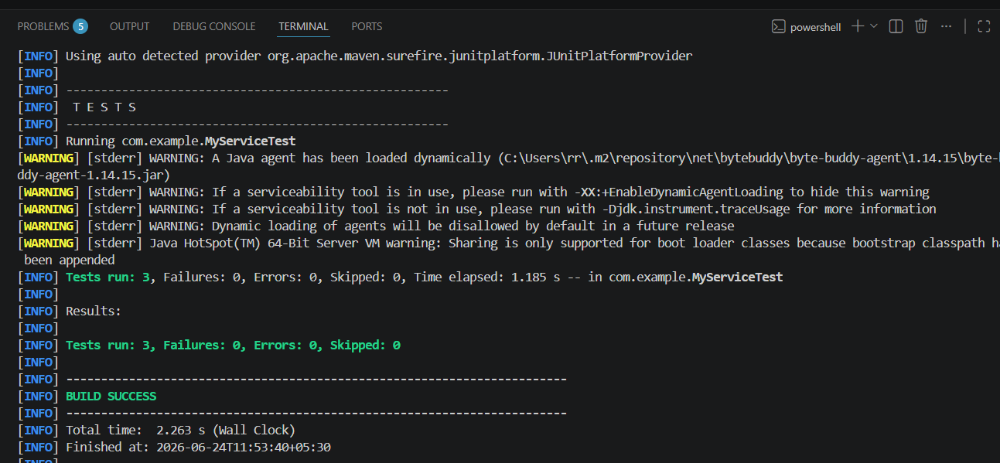 PROBLEMS 5 OUTPUT DEBUG CONSOLE TERMINAL PORTS powershell
[INFO] Using auto detected provider org.apache.maven.surefire.junitplatform.JUnitPlatformProvider
[INFO]
[INFO] -------------------------------------------------------
[INFO]  T E S T S
[INFO] -------------------------------------------------------
[INFO] Running com.example.MyServiceTest
[WARNING] [stderr] WARNING: A Java agent has been loaded dynamically (C:\Users\rr\.m2\repository\net\bytebuddy\byte-buddy-agent\1.14.15\byte-
ddy-agent-1.14.15.jar)
[WARNING] [stderr] WARNING: If a serviceability tool is in use, please run with -XX:+EnableDynamicAgentLoading to hide this warning
[WARNING] [stderr] WARNING: If a serviceability tool is not in use, please run with -Djdk.instrument.traceUsage for more information
[WARNING] [stderr] WARNING: Dynamic loading of agents will be disallowed by default in a future release
[WARNING] [stderr] Java HotSpot(TM) 64-Bit Server VM warning: Sharing is only supported for boot loader classes because bootstrap classpath
been appended
[INFO] Tests run: 3, Failures: 0, Errors: 0, Skipped: 0, Time elapsed: 1.185 s -- in com.example.MyServiceTest
[INFO]
[INFO] Results:
[INFO]
[INFO] Tests run: 3, Failures: 0, Errors: 0, Skipped: 0
[INFO]
[INFO] ------------------------------------------------------------------------
[INFO] BUILD SUCCESS
[INFO] ------------------------------------------------------------------------
[INFO] Total time:  2.263 s (Wall Clock)
[INFO] Finished at: 2026-06-24T11:53:40+05:30